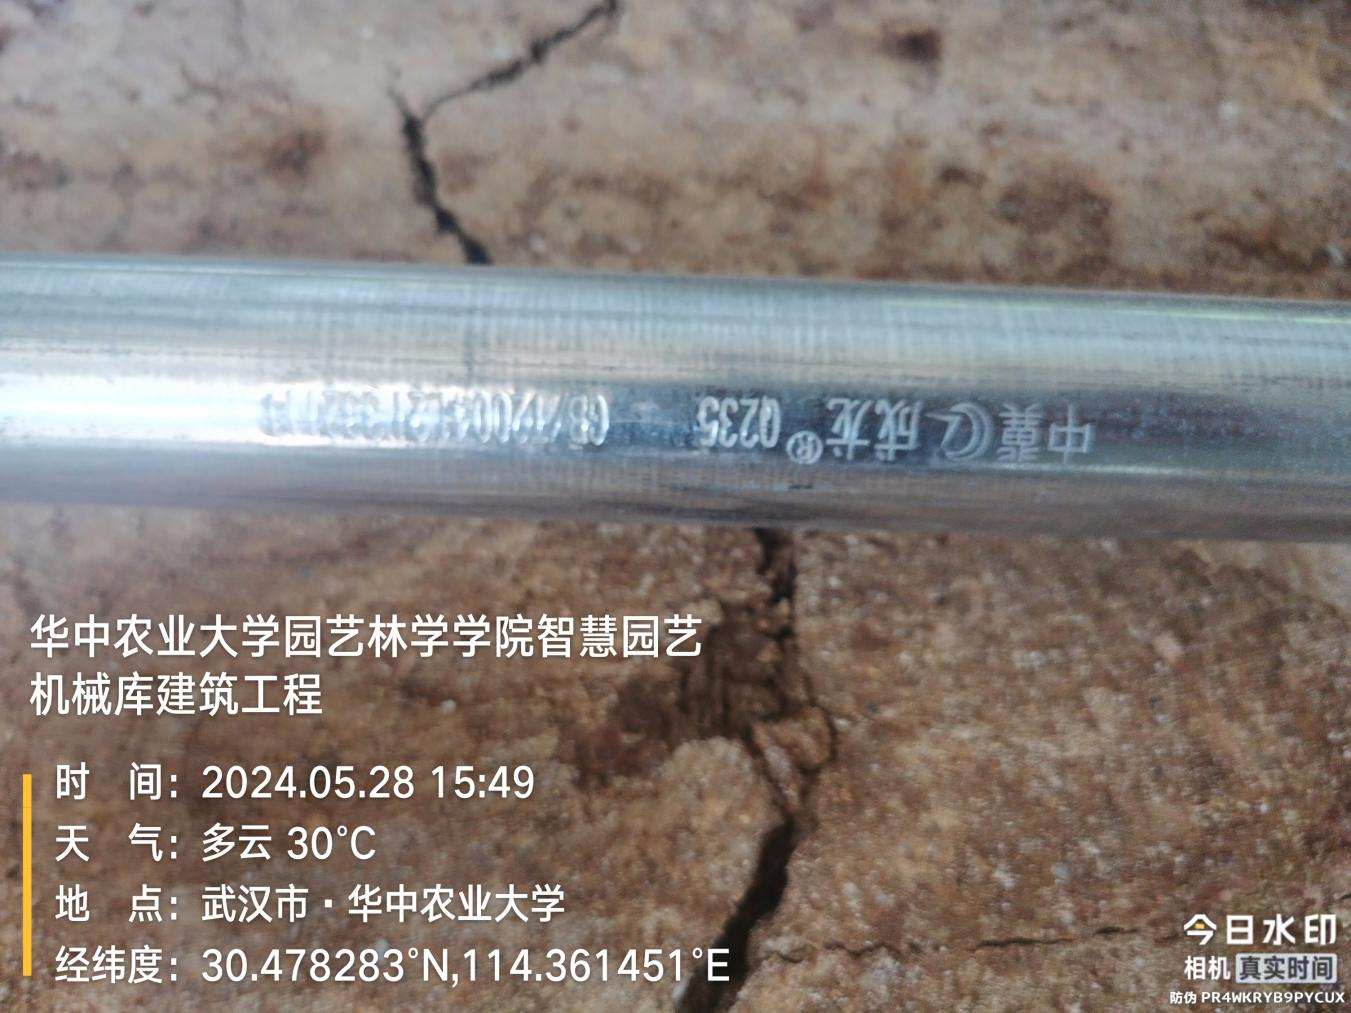 中冀 成龙® Q235
华中农业大学园艺林学学院智慧园艺
机械库建筑工程
时 间：2024.05.28 15:49
天 气：多云 30°C
地 点：武汉市·华中农业大学
经纬度：30.478283°N,114.361451°E
今日水印
相机 真实时间
防伪 PR4WKRYB9PYCUX